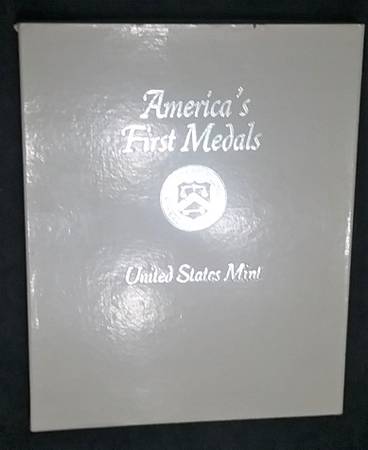 America's
First Medals
United States Mint